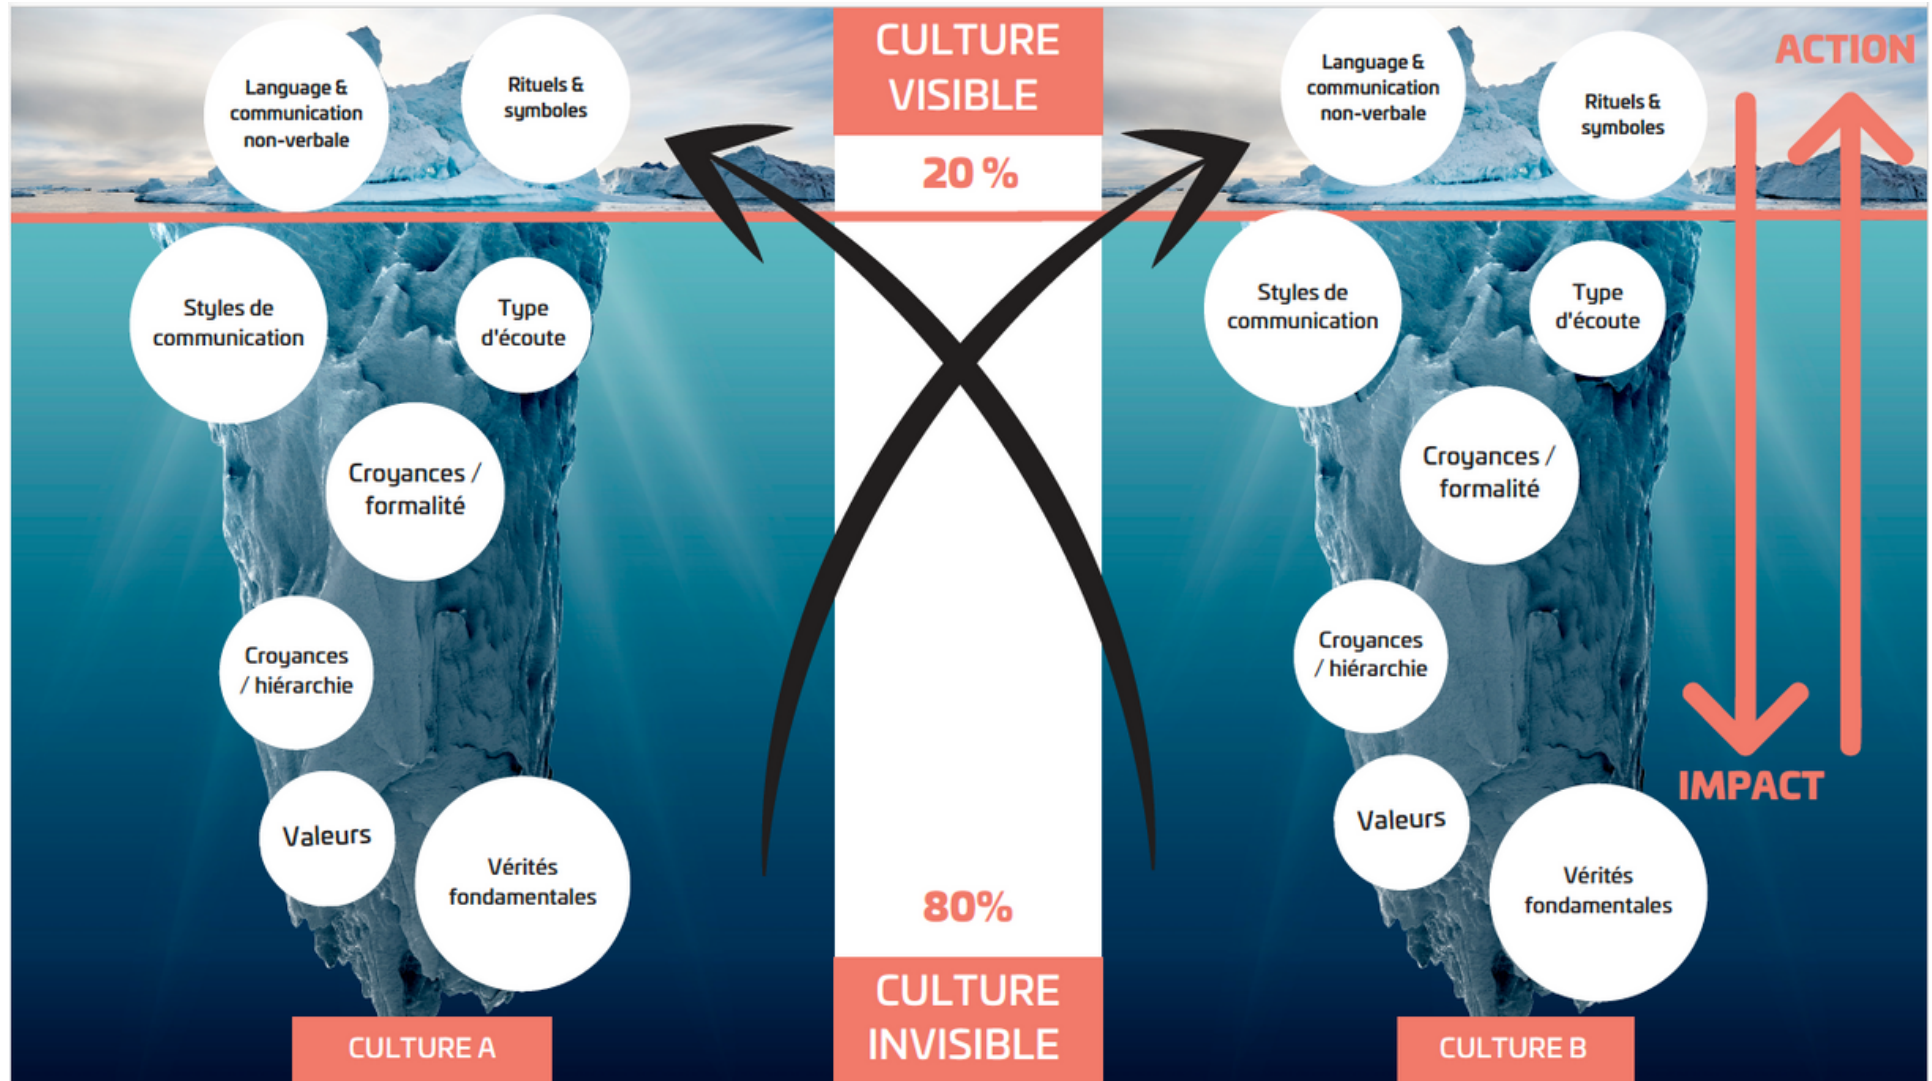 CULTURE
VISIBLE
20 %
Language &
communication
non-verbale
Rituels &
symboles
Styles de
communication
Type
d'écoute
Croyances /
formalité
Croyances
/ hiérarchie
Valeurs
Vérités
fondamentales
CULTURE A
80%
CULTURE
INVISIBLE
Language &
communication
non-verbale
Rituels &
symboles
ACTION
Styles de
communication
Type
d'écoute
Croyances /
formalité
Croyances
/ hiérarchie
IMPACT
Valeurs
Vérités
fondamentales
CULTURE B